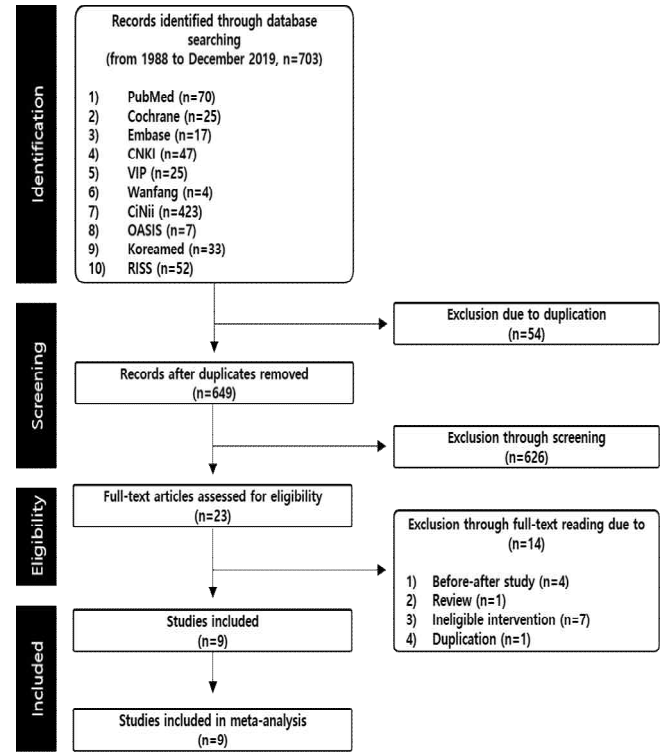 Identification
Records identified through database
searching
(from 1988 to December 2019, n=703)
1) PubMed (n=70)
2) Cochrane (n=25)
3) Embase (n=17)
4) CNKI (n=47)
5) VIP (n=25)
6) Wanfang (n=4)
7) CiNii (n=423)
8) OASIS (n=7)
9) Koreamed (n=33)
10) RISS (n=52)
Screening
Exclusion due to duplication
(n=54)
Records after duplicates removed
(n=649)
Exclusion through screening
(n=626)
Eligibility
Full-text articles assessed for eligibility
(n=23)
Exclusion through full-text reading due to
(n=14)
1) Before-after study (n=4)
2) Review (n=1)
3) Ineligible intervention (n=7)
4) Duplication (n=1)
Included
Studies included
(n=9)
Studies included in meta-analysis
(n=9)